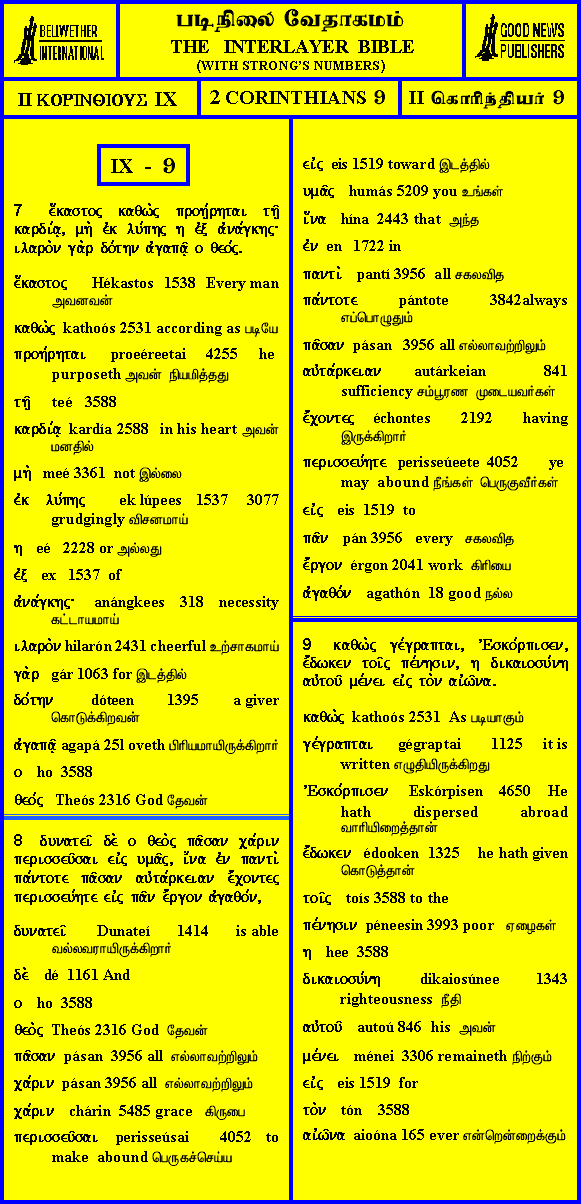 BELLWETHER
INTERNATIONAL
படிநிலை வேதாகமம்
THE INTERLAYER BIBLE
(WITH STRONG'S NUMBERS)
GOOD NEWS
PUBLISHERS
II ΚΟΡΙΝΘΙΟΥΣ IX
2 CORINTHIANS 9
II கொரிந்தியர் 9
IX - 9
7 ἕκαστος καθὼς προῄρηται τῇ
καρδίᾳ, μὴ ἐκ λύπης η ἐξ ἀνάγκης·
ιλαρὸν γὰρ δότην ἀγαπᾷ ο θεός.
ἕκαστος Hékastos 1538 Every man
அவனவன்
καθὼς kathoós 2531 according as படியே
προῄρηται proeéreetai 4255 he
purposeth அவன் நியமித்தது
τῇ teé 3588
καρδίᾳ kardía 2588 in his heart அவன்
மனதில்
μὴ meé 3361 not இல்லை
ἐκ λύπης ek lúpees 1537 3077
grudgingly விசனமாய்
η eé 2228 or அல்லது
ἐξ ex 1537 of
ἀνάγκης· anángkees 318 necessity
கட்டாயமாய்
ιλαρὸν hilarón 2431 cheerful உற்சாகமாய்
γὰρ gár 1063 for இடத்தில்
δότην dóteen 1395 a giver
கொடுக்கிறவன்
ἀγαπᾷ agapá 25l oveth பிரியமாயிருக்கிறார்
ο ho 3588
θεός Theós 2316 God தேவன்
8 δυνατεῖ δὲ ο θεὸς πᾶσαν χάριν
περισσεῦσαι εἰς υμᾶς, ἵνα ἐν παντὶ
πάντοτε πᾶσαν αὐτάρκειαν ἔχοντες
περισσεύητε εἰς πᾶν ἔργον ἀγαθόν,
δυνατεῖ Dunateí 1414 is able
வல்லவராயிருக்கிறார்
δὲ dé 1161 And
ο ho 3588
θεὸς Theós 2316 God தேவன்
πᾶσαν pásan 3956 all எல்லாவற்றிலும்
χάριν pásan 3956 all எல்லாவற்றிலும்
χάριν chárin 5485 grace கிருபை
περισσεῦσαι perisseúsai 4052 to
make abound பெருகச்செய்ய
εἰς eis 1519 toward இடத்தில்
υμᾶς humás 5209 you உங்கள்
ἵνα hína 2443 that அந்த
ἐν en 1722 in
παντὶ pantí 3956 all சகலவித
πάντοτε pántote 3842always
எப்பொழுதும்
πᾶσαν pásan 3956 all எல்லாவற்றிலும்
αὐτάρκειαν autárkeian 841
sufficiency சம்பூரண முடையவர்கள்
ἔχοντες échontes 2192 having
இருக்கிறார்
περισσεύητε perisseúeete 4052 ye
may abound நீங்கள் பெருகுவீர்கள்
εἰς eis 1519 to
πᾶν pán 3956 every சகலவித
ἔργον érgon 2041 work கிரியை
ἀγαθόν agathón 18 good நல்ல
9 καθὼς γέγραπται, Ἐσκόρπισεν,
ἔδωκεν τοῖς πένησιν, η δικαιοσύνη
αὐτοῦ μένει εἰς τὸν αἰῶνα.
καθὼς kathoós 2531 As படியாகும்
γέγραπται gégraptai 1125 it is
written எழுதியிருக்கிறது
Ἐσκόρπισεν Eskórpisen 4650 He
hath dispersed abroad
வாரியிறைத்தான்
ἔδωκεν édooken 1325 he hath given
கொடுத்தான்
τοῖς toís 3588 to the
πένησιν péneesin 3993 poor ஏழைகள்
η hee 3588
δικαιοσύνη dikaiosúnee 1343
righteousness நீதி
αὐτοῦ autoú 846 his அவன்
μένει ménei 3306 remaineth நிற்கும்
εἰς eis 1519 for
τὸν tón 3588
αἰῶνα aioóna 165 ever என்றென்றைக்கும்